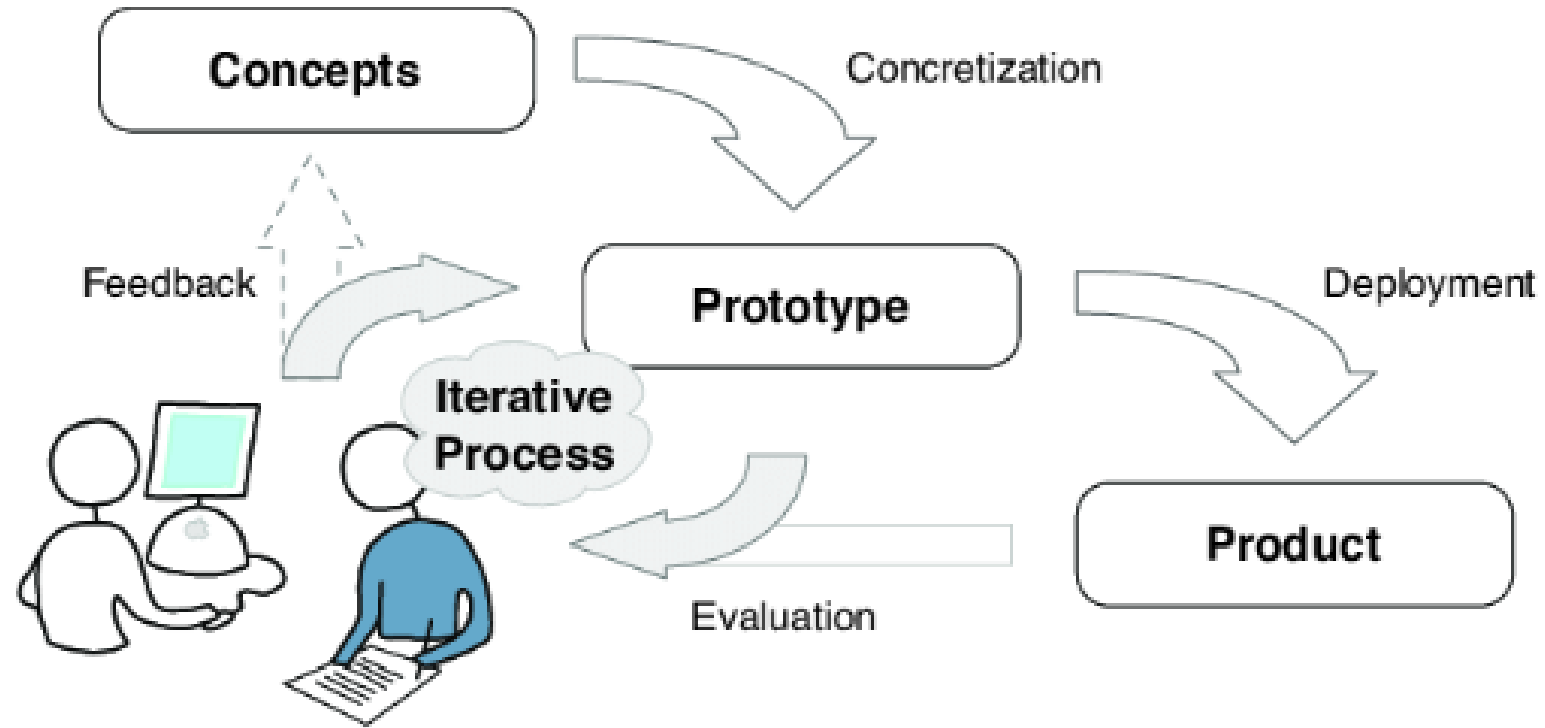 Concepts
Concretization
Feedback
Prototype
Deployment
Iterative
Process
Product
Evaluation